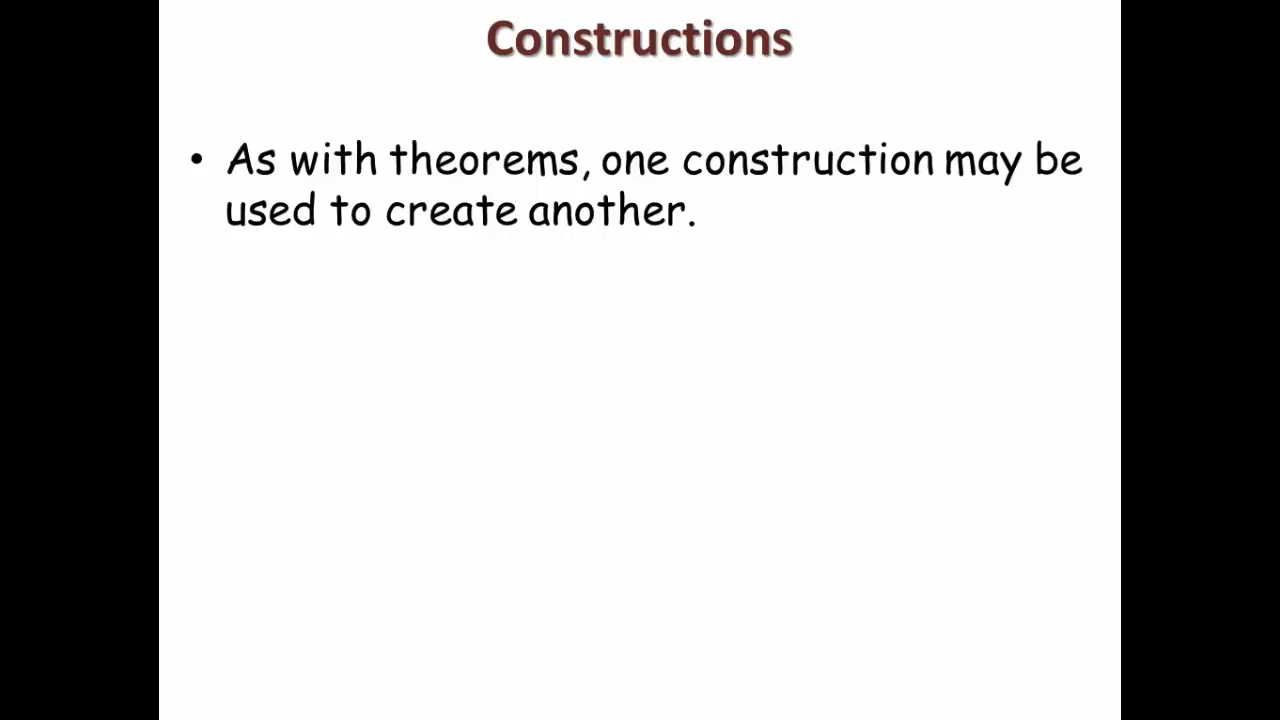 Constructions
• As with theorems, one construction may be
used to create another.